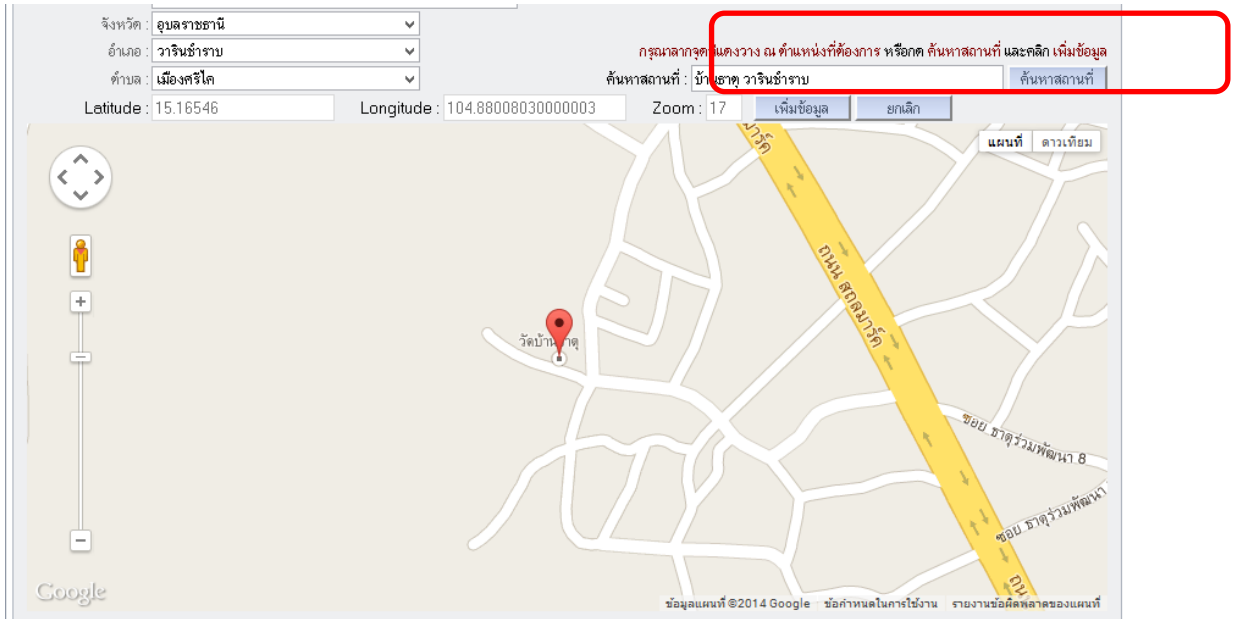 จังหวัด : อุบลราชธานี
อำเภอ : วารินชำราบ
กรุณาลากจุดสีแดงวาง ณ ตำแหน่งที่ต้องการ หรือกด ค้นหาสถานที่ และคลิก เพิ่มข้อมูล
ตำบล : เมืองศรีไค ค้นหาสถานที่ : บ้านธาตุ วารินชำราบ ค้นหาสถานที่
Latitude : 15.16546 Longitude : 104.88008030000003 Zoom : 17 เพิ่มข้อมูล ยกเลิก
แผนที่ ดาวเทียม
ถนน สถลมาร์ค
วัดบ้านธาตุ
ซอย ธาตุร่วมพัฒนา 8
ซอย ธาตุร่วมพัฒนา
Google
ข้อมูลแผนที่ ©2014 Google ข้อกำหนดในการใช้งาน รายงานข้อผิดพลาดของแผนที่